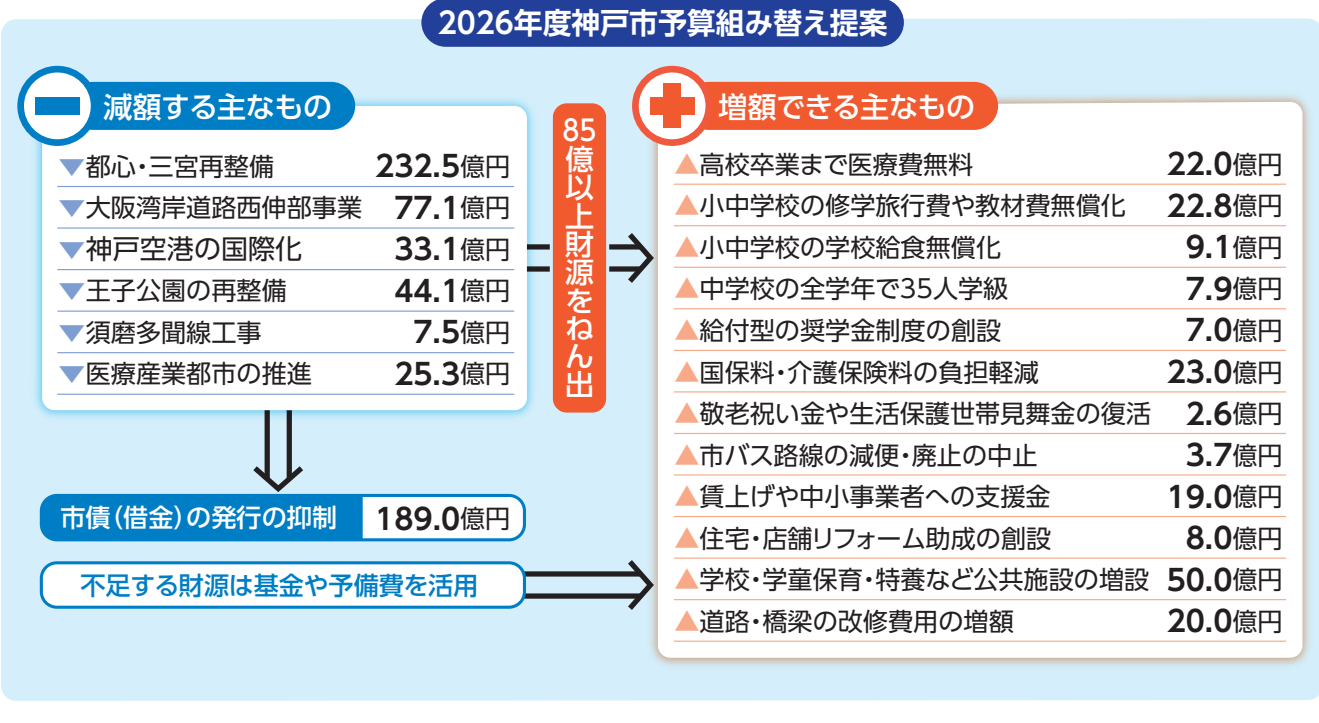 2026年度神戸市予算組み替え提案
減額する主なもの
▼都心・三宮再整備 232.5億円
▼大阪湾岸道路西伸部事業 77.1億円
▼神戸空港の国際化 33.1億円
▼王子公園の再整備 44.1億円
▼須磨多聞線工事 7.5億円
▼医療産業都市の推進 25.3億円
85億以上財源をねん出
市債(借金)の発行の抑制 189.0億円
不足する財源は基金や予備費を活用
増額できる主なもの
▲高校卒業まで医療費無料 22.0億円
▲小中学校の修学旅行費や教材費無償化 22.8億円
▲小中学校の学校給食無償化 9.1億円
▲中学校の全学年で35人学級 7.9億円
▲給付型の奨学金制度の創設 7.0億円
▲国保料・介護保険料の負担軽減 23.0億円
▲敬老祝い金や生活保護世帯見舞金の復活 2.6億円
▲市バス路線の減便・廃止の中止 3.7億円
▲賃上げや中小事業者への支援金 19.0億円
▲住宅・店舗リフォーム助成の創設 8.0億円
▲学校・学童保育・特養など公共施設の増設 50.0億円
▲道路・橋梁の改修費用の増額 20.0億円